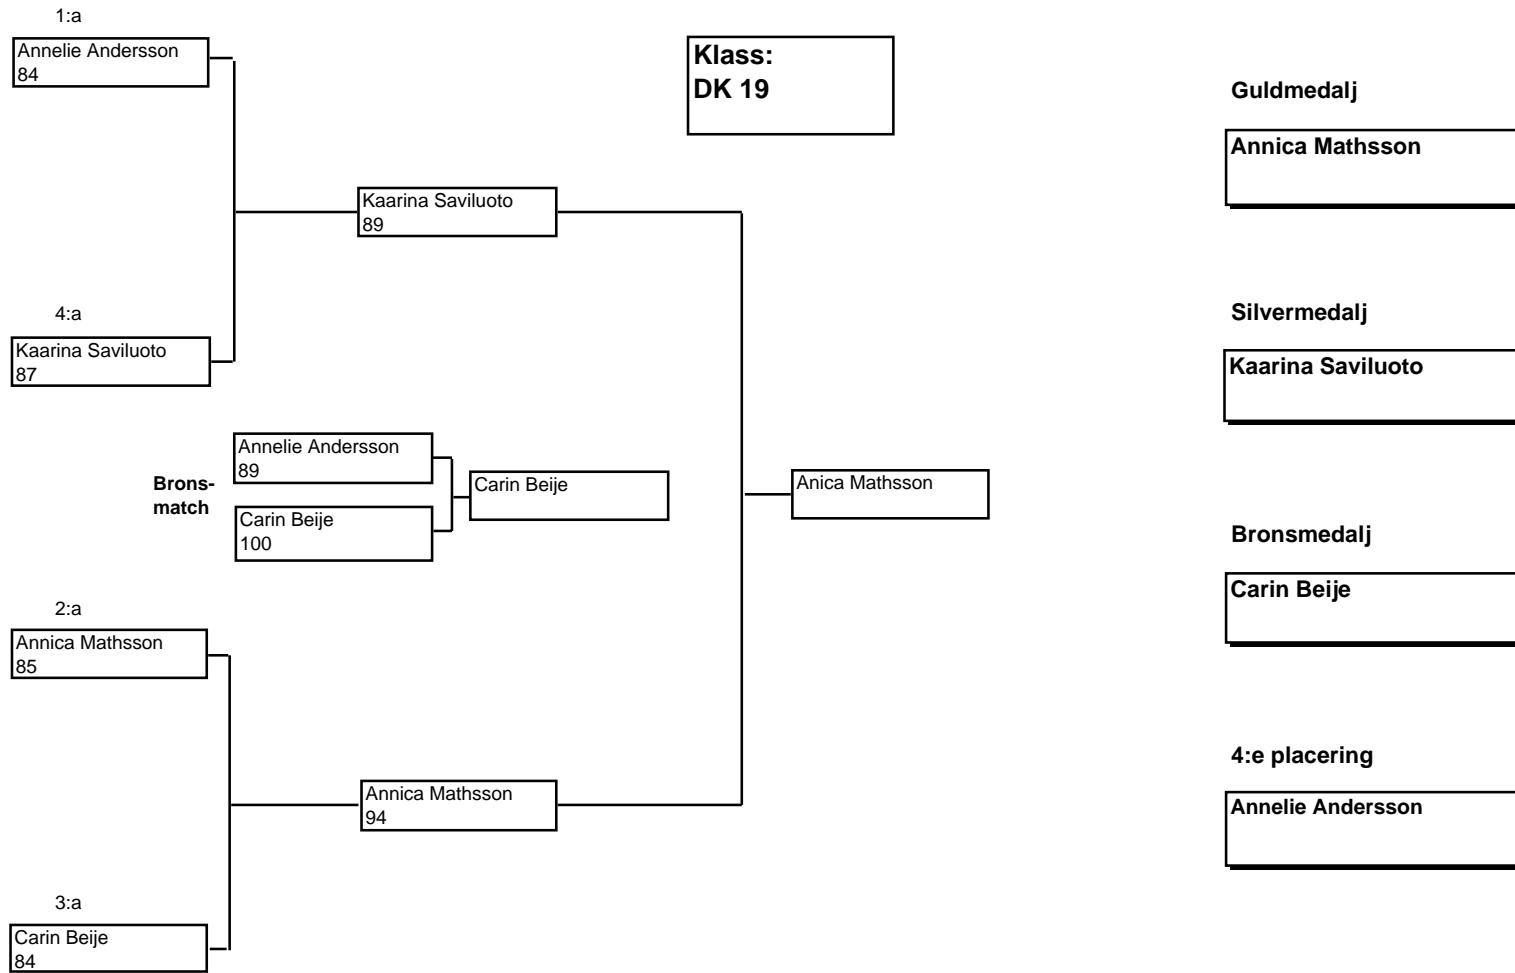 1:a
Annelie Andersson
84
Klass:
DK 19
Guldmedalj
Annica Mathsson
Kaarina Saviluoto
89
4:a
Kaarina Saviluoto
87
Silvermedalj
Kaarina Saviluoto
Brons-
match
Annelie Andersson
89
Carin Beije
100
Carin Beije
Anica Mathsson
Bronsmedalj
Carin Beije
2:a
Annica Mathsson
85
Annica Mathsson
94
4:e placering
Annelie Andersson
3:a
Carin Beije
84